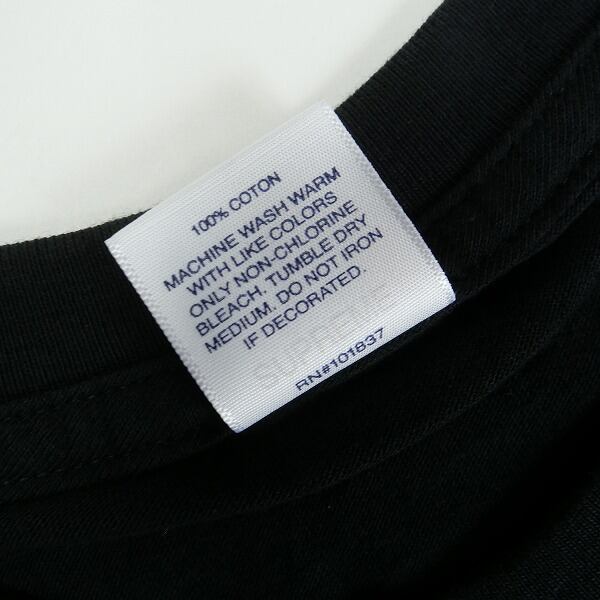 100% COTON
MACHINE WASH WARM
WITH LIKE COLORS
ONLY NON-CHLORINE
BLEACH. TUMBLE DRY
MEDIUM. DO NOT IRON
IF DECORATED.
SUPREME
RN#101837